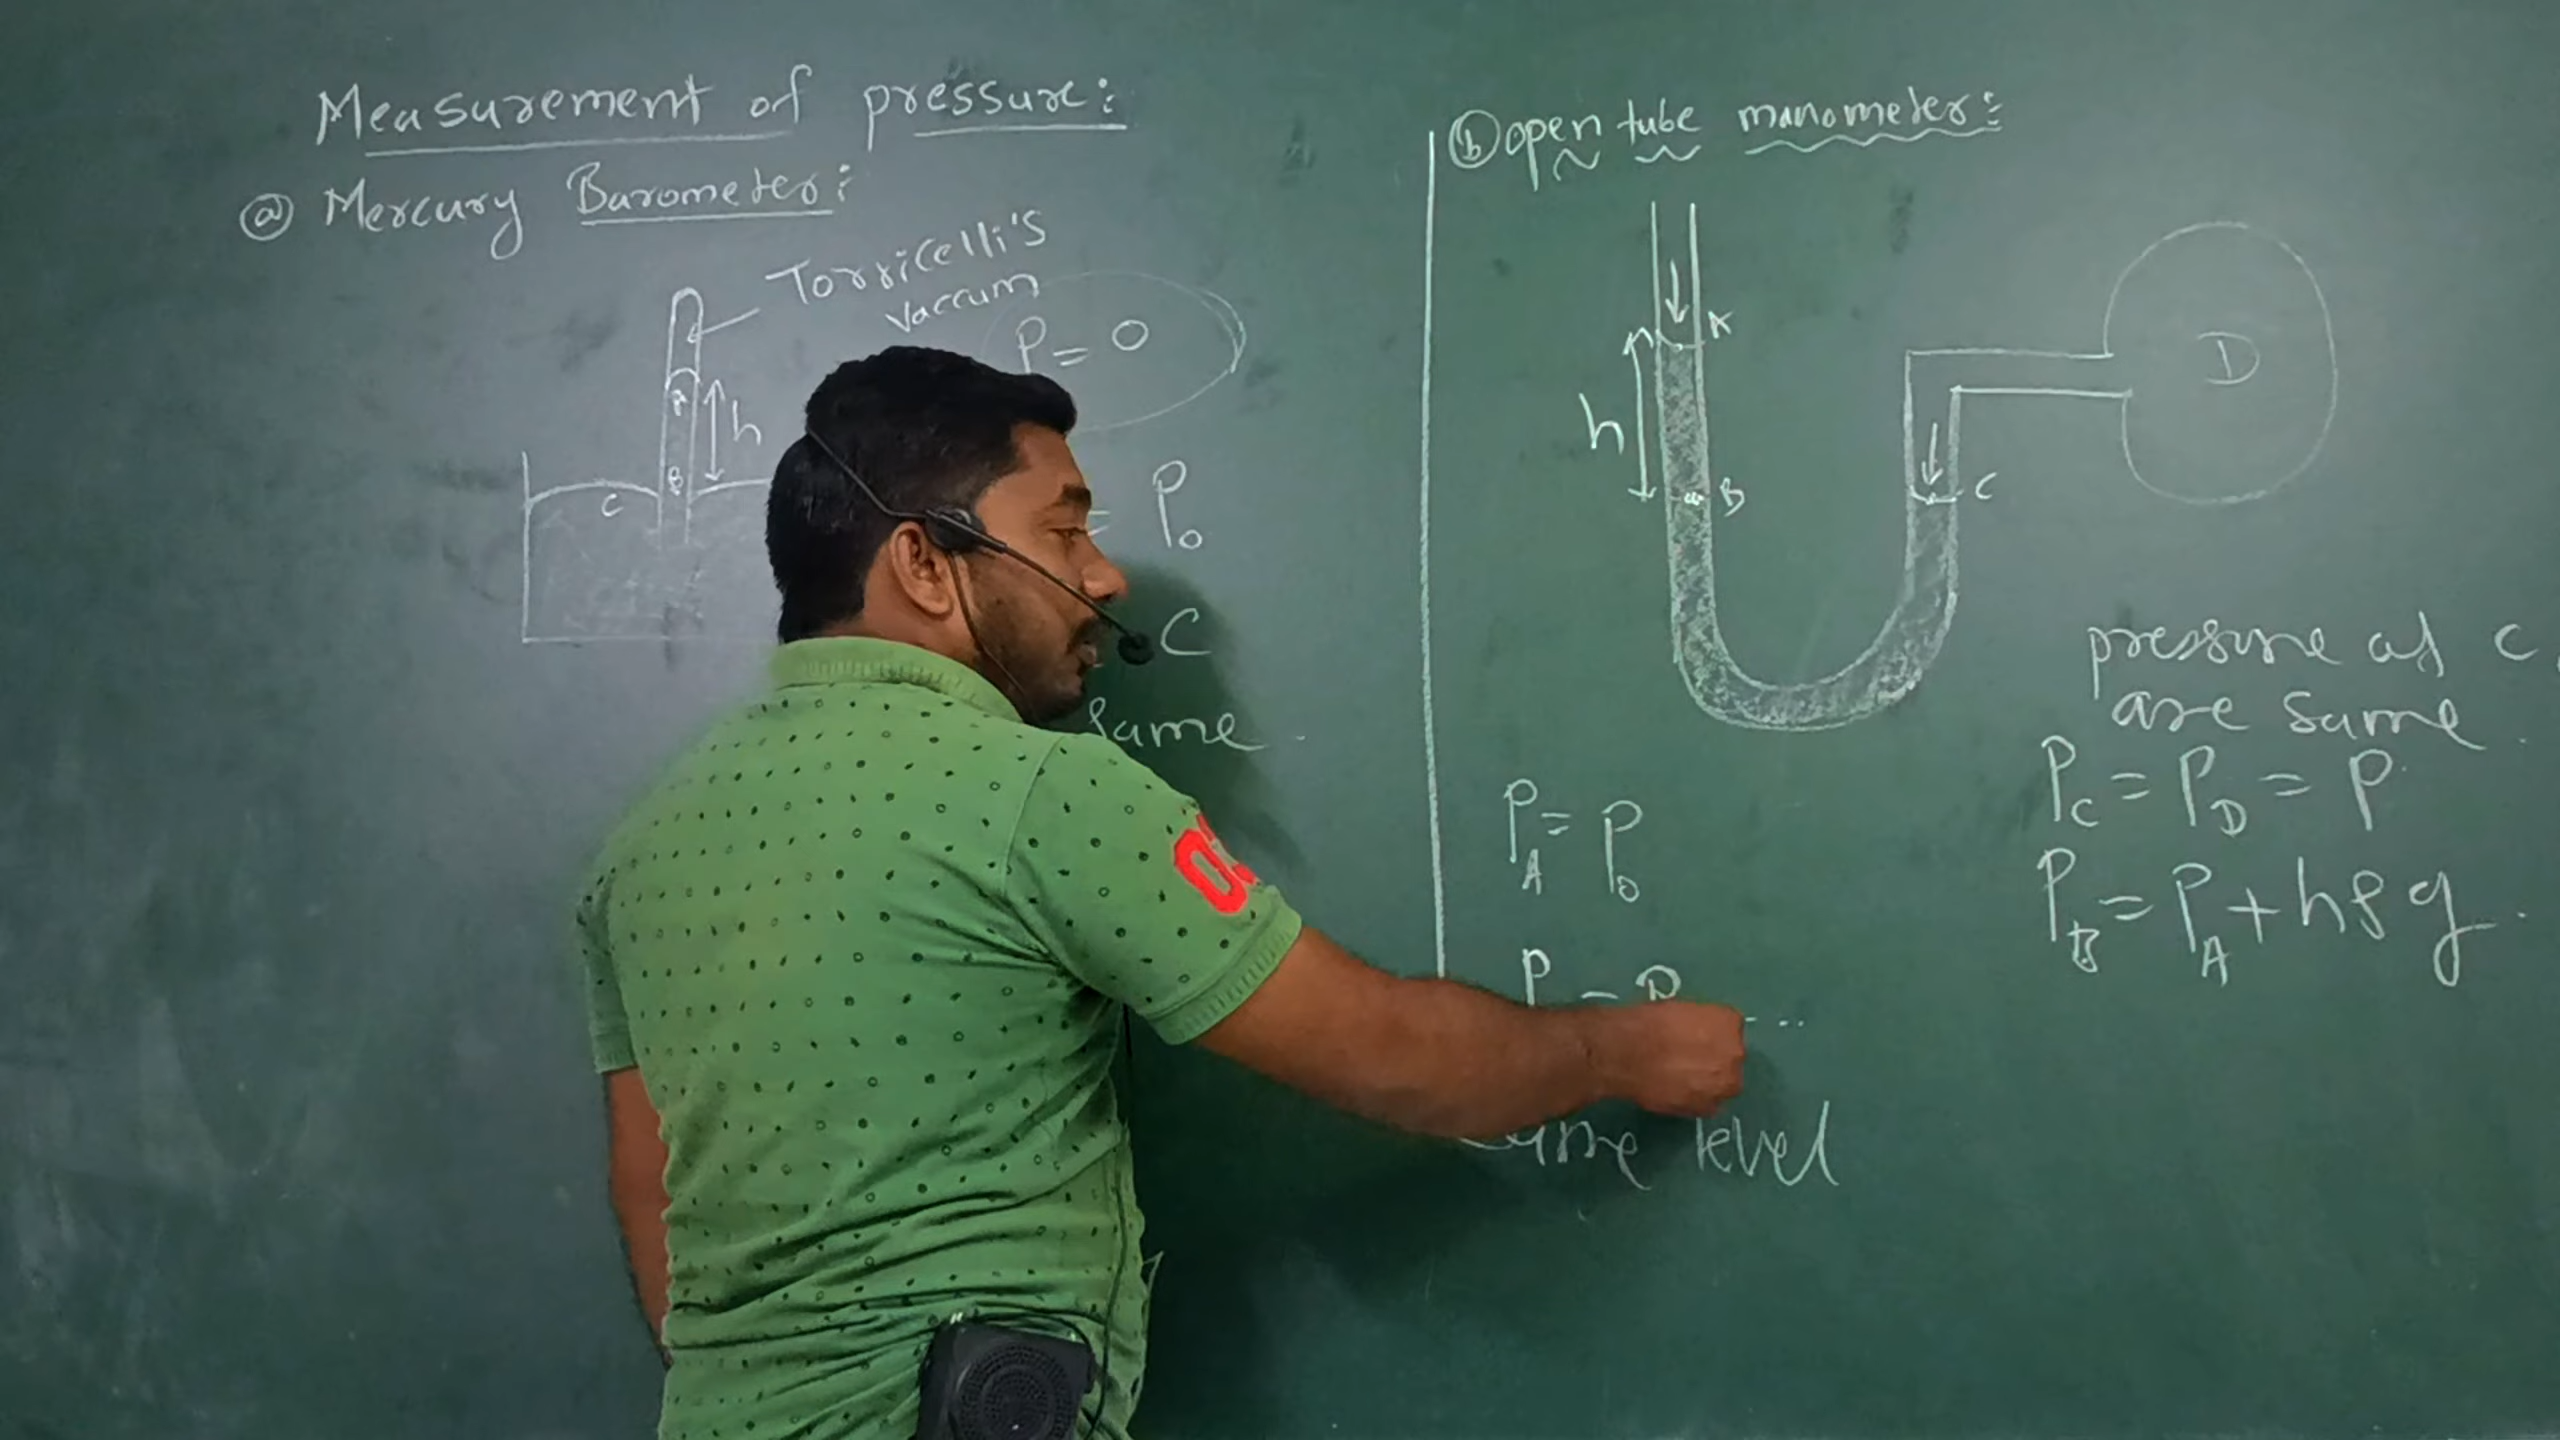 Measurement of pressure:
(a) Mercury Barometer:
Torricelli's
Vaccum
P = 0
A
h
B
C
= P₀
C
same.
03
(b) open tube manometer:
A
h
B
C
D
pressure at C,
are same.
P_C = P_D = P
P_B = P_A + hρg.
P_A = P₀
P =
level